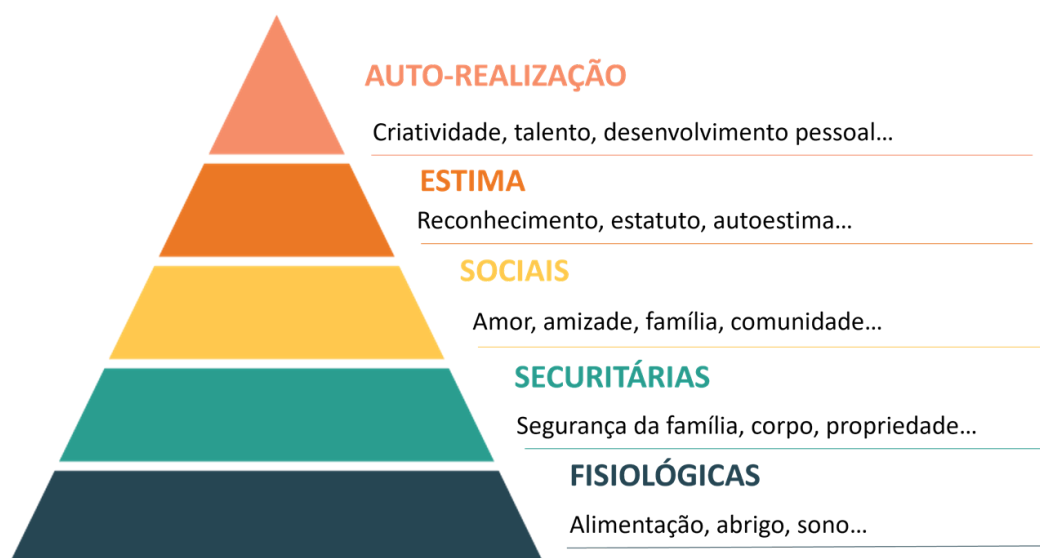 AUTO-REALIZAÇÃO
Criatividade, talento, desenvolvimento pessoal…
ESTIMA
Reconhecimento, estatuto, autoestima…
SOCIAIS
Amor, amizade, família, comunidade…
SECURITÁRIAS
Segurança da família, corpo, propriedade…
FISIOLÓGICAS
Alimentação, abrigo, sono…